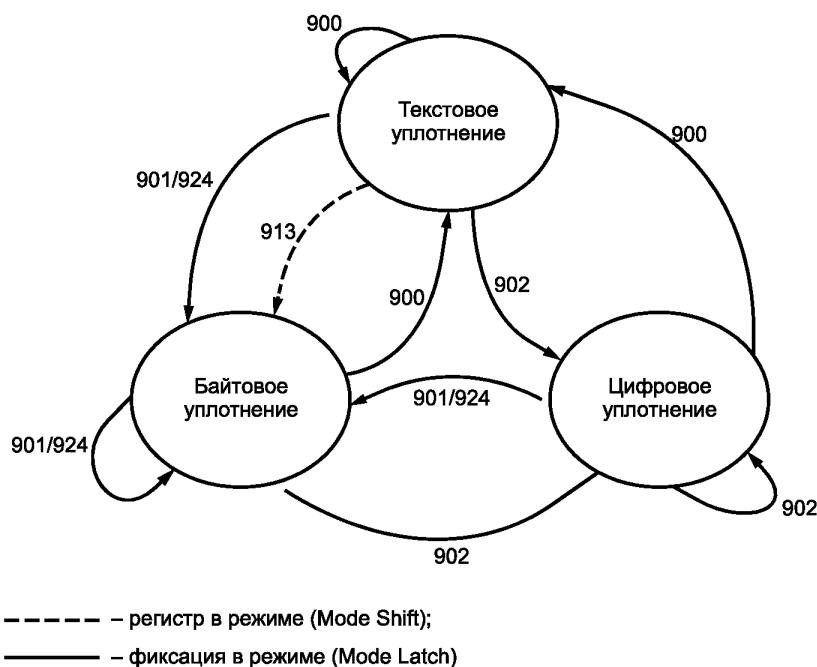 900
Текстовое
уплотнение
900
901/924
913
900
902
Байтовое
уплотнение
901/924
Цифровое
уплотнение
901/924
902
902
– регистр в режиме (Mode Shift);
– фиксация в режиме (Mode Latch)